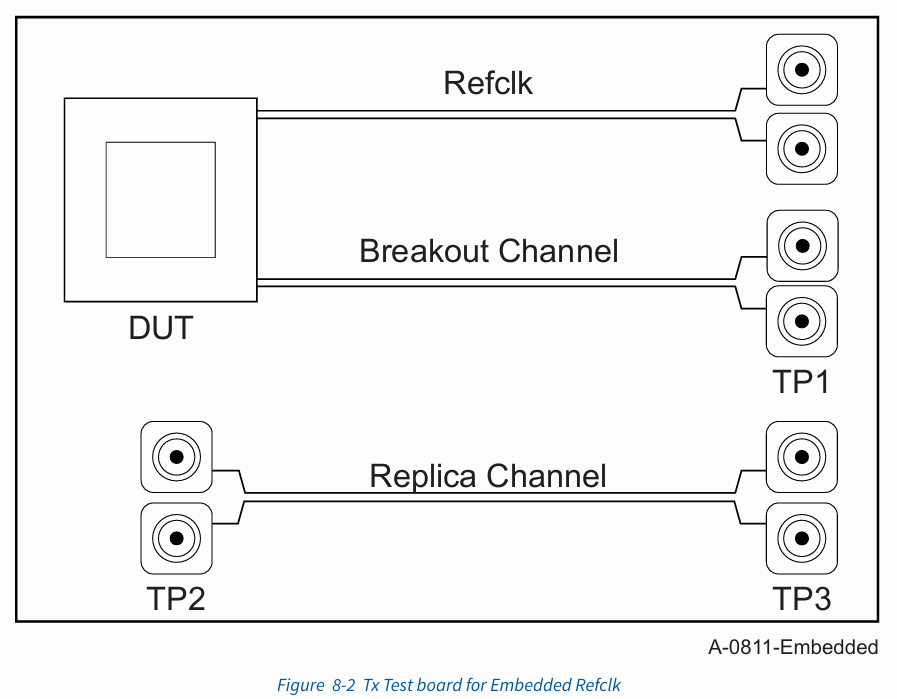 Refclk
Breakout Channel
DUT
TP1
Replica Channel
TP2
TP3
A-0811-Embedded
Figure 8-2 Tx Test board for Embedded Refclk